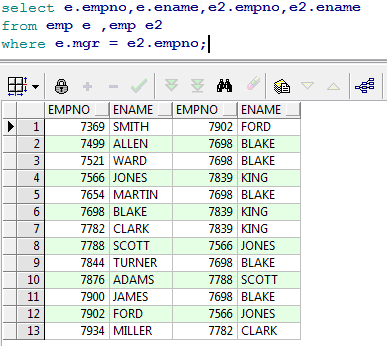 select e.empno,e.ename,e2.empno,e2.ename
from emp e ,emp e2
where e.mgr = e2.empno;
EMPNO ENAME EMPNO ENAME
1 7369 SMITH 7902 FORD
2 7499 ALLEN 7698 BLAKE
3 7521 WARD 7698 BLAKE
4 7566 JONES 7839 KING
5 7654 MARTIN 7698 BLAKE
6 7698 BLAKE 7839 KING
7 7782 CLARK 7839 KING
8 7788 SCOTT 7566 JONES
9 7844 TURNER 7698 BLAKE
10 7876 ADAMS 7788 SCOTT
11 7900 JAMES 7698 BLAKE
12 7902 FORD 7566 JONES
13 7934 MILLER 7782 CLARK